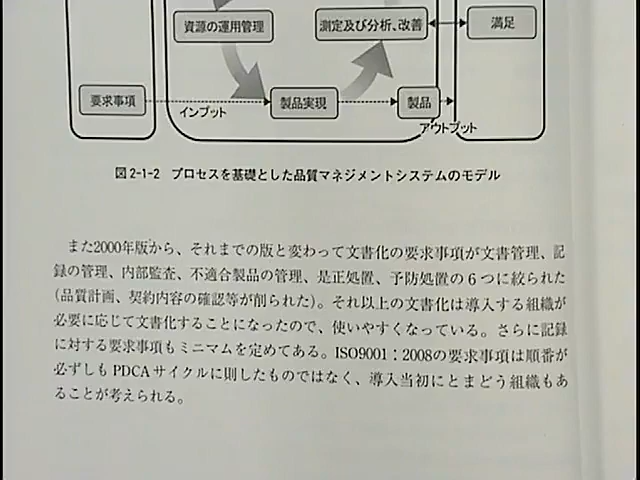 資源の運用管理
測定及び分析、改善
満足
要求事項
インプット
製品実現
製品
アウトプット
図2-1-2 プロセスを基礎とした品質マネジメントシステムのモデル
また2000年版から、それまでの版と変わって文書化の要求事項が文書管理、記
録の管理、内部監査、不適合製品の管理、是正処置、予防処置の6つに絞られた
(品質計画、契約内容の確認等が削られた)。それ以上の文書化は導入する組織が
必要に応じて文書化することになったので、使いやすくなっている。さらに記録
に対する要求事項もミニマムを定めてある。ISO9001：2008の要求事項は順番が
必ずしもPDCAサイクルに則したものではなく、導入当初にとまどう組織もあ
ることが考えられる。